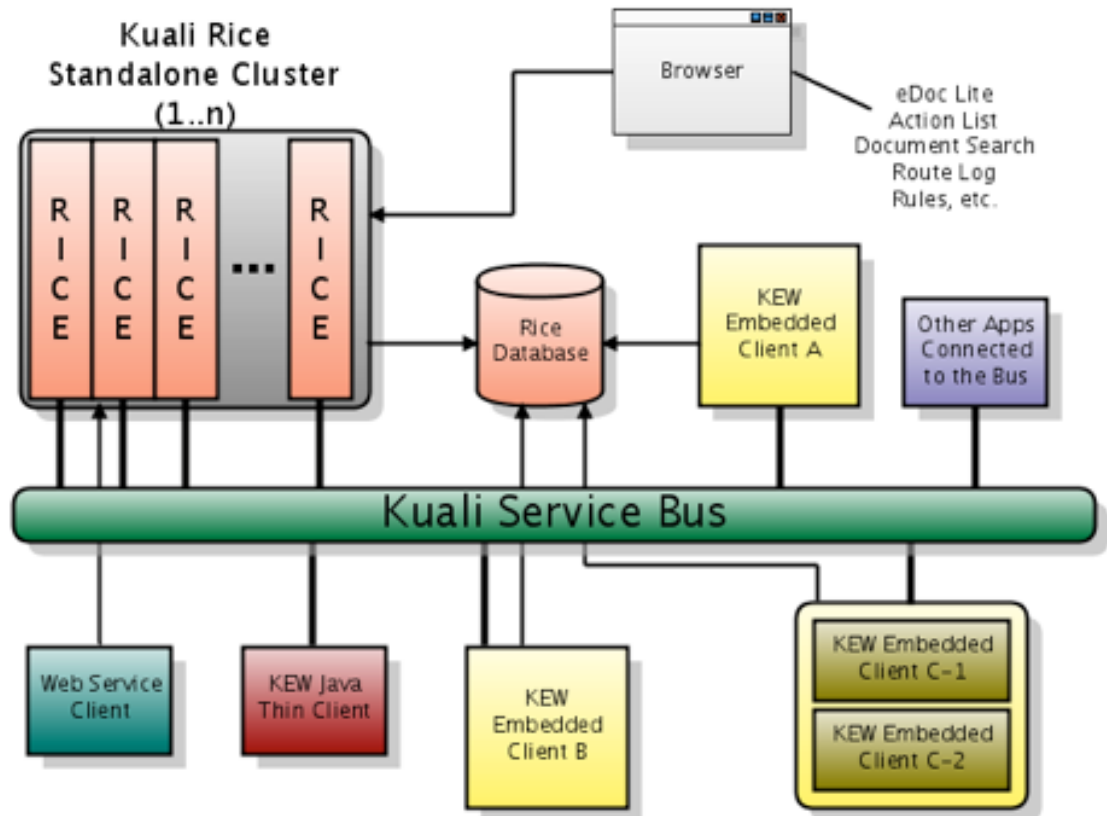 Kuali Rice
Standalone Cluster
(1..n)
Browser
eDoc Lite
Action List
Document Search
Route Log
Rules, etc.
R
I
C
E
R
I
C
E
R
I
C
E
...
R
I
C
E
Rice
Database
KEW
Embedded
Client A
Other Apps
Connected
to the Bus
Kuali Service Bus
Web Service
Client
KEW Java
Thin Client
KEW
Embedded
Client B
KEW Embedded
Client C-1
KEW Embedded
Client C-2